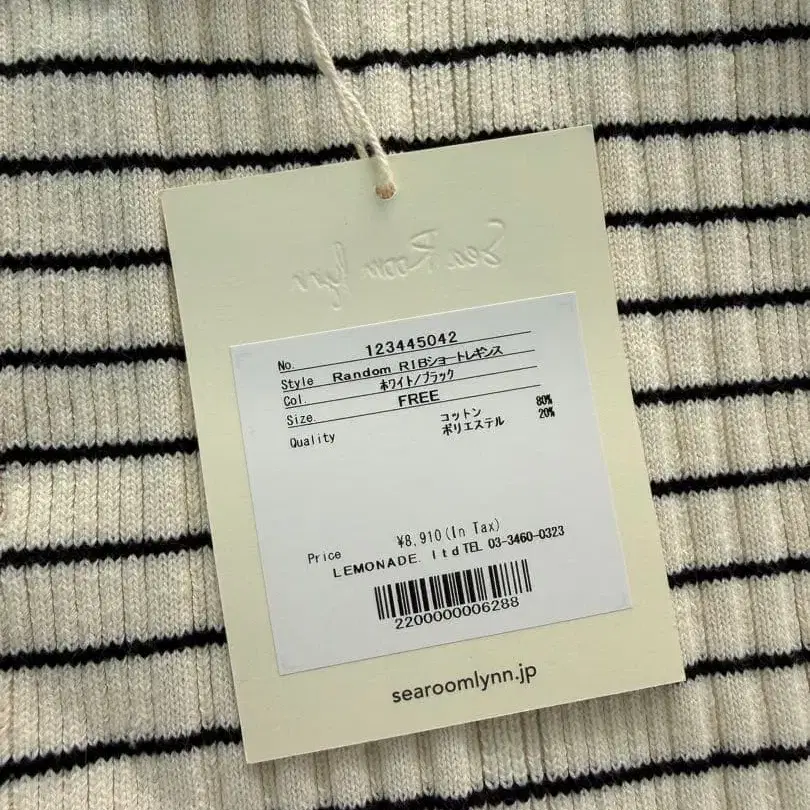 Sea Room lynn
No. 123445042
Style Random RIBショートレギンス
Col. ホワイト/ブラック
Size. FREE
Quality コットン 80%
ポリエステル 20%
Price ¥8,910(In Tax)
LEMONADE. ltd TEL 03-3460-0323
2200000006288
searoomlynn.jp